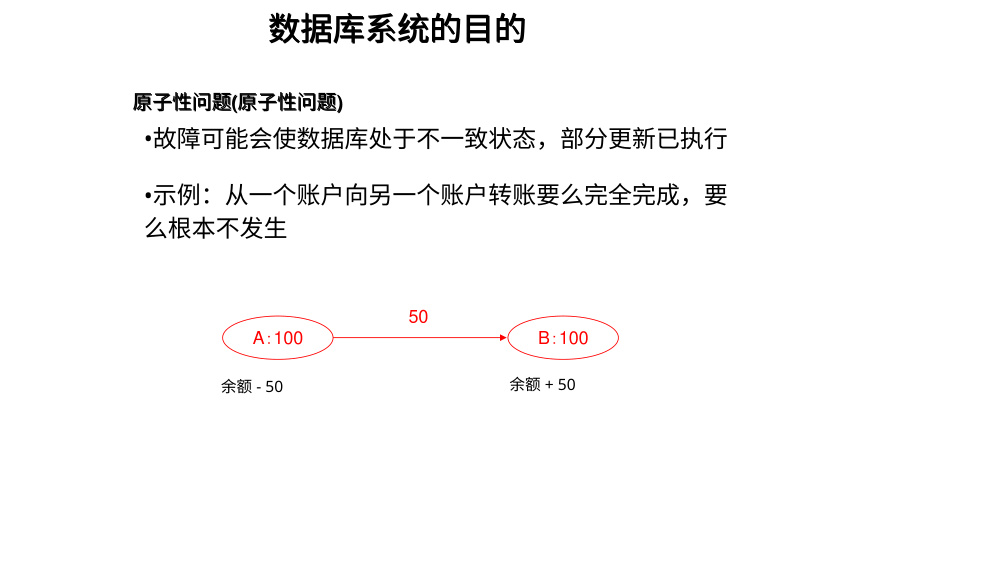 数据库系统的目的
原子性问题(原子性问题)
•故障可能会使数据库处于不一致状态，部分更新已执行
•示例：从一个账户向另一个账户转账要么完全完成，要
么根本不发生
50
A:100
B:100
余额 - 50
余额 + 50